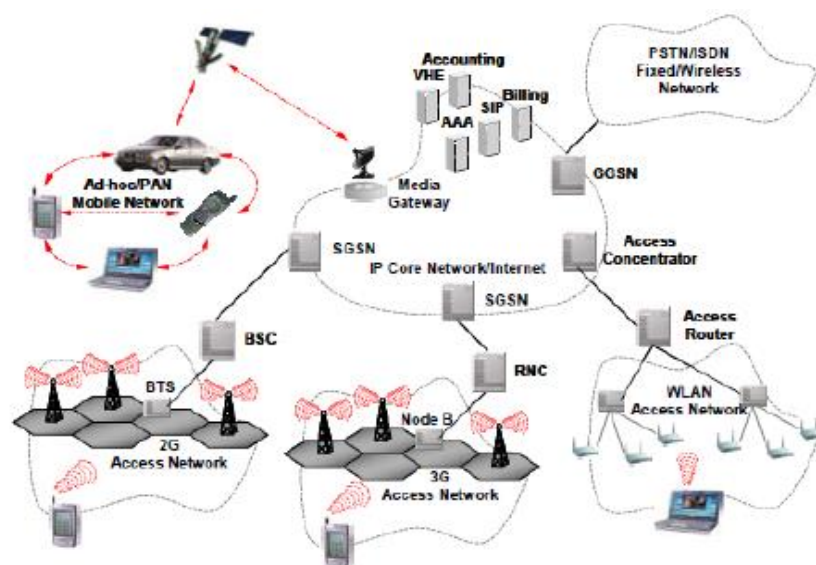 PSTN/ISDN
Fixed/Wireless
Network
Accounting
VHE
Billing
SIP
AAA
GGSN
Media
Gateway
Ad-hoc/PAN
Mobile Network
SGSN
IP Core Network/Internet
SGSN
Access
Concentrator
Access
Router
BSC
RNC
BTS
Node B
WLAN
Access Network
2G
Access Network
3G
Access Network